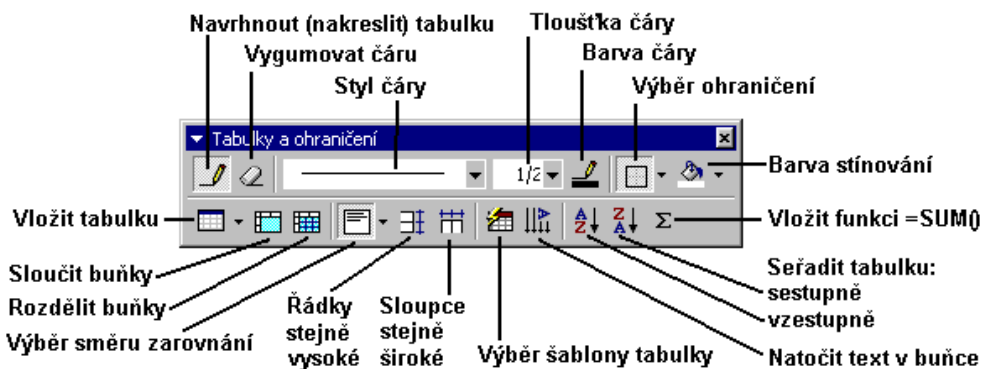 Navrhnout (nakreslit) tabulku
Tloušťka čáry
Vygumovat čáru
Barva čáry
Styl čáry
Výběr ohraničení
Tabulky a ohraničení
1/2
Barva stínování
Vložit tabulku
Vložit funkci =SUM()
Sloučit buňky
Rozdělit buňky
Výběr směru zarovnání
Řádky
stejně
vysoké
Sloupce
stejně
široké
Výběr šablony tabulky
Seřadit tabulku:
sestupně
vzestupně
Natočit text v buňce